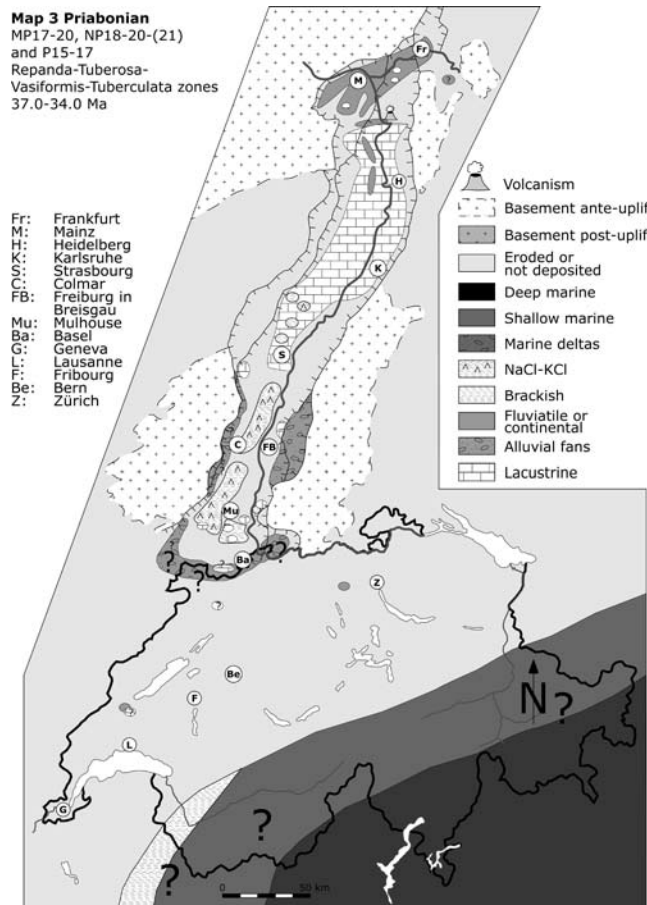 Map 3 Priabonian
MP17-20, NP18-20-(21)
and P15-17
Repanda-Tuberosa-
Vasiformis-Tuberculata zones
37.0-34.0 Ma
Fr: Frankfurt
M: Mainz
H: Heidelberg
K: Karlsruhe
S: Strasbourg
C: Colmar
FB: Freiburg in
Breisgau
Mu: Mulhouse
Ba: Basel
G: Geneva
L: Lausanne
F: Fribourg
Be: Bern
Z: Zürich
Volcanism
Basement ante-uplif
Basement post-uplif
Eroded or
not deposited
Deep marine
Shallow marine
Marine deltas
NaCl-KCl
Brackish
Fluviatile or
continental
Alluvial fans
Lacustrine
Fr
M
?
H
K
S
C
FB
Mu
?
? ? ?
Ba
?
?
?
Z
Be
F
N
?
L
G
?
?
0 50 km